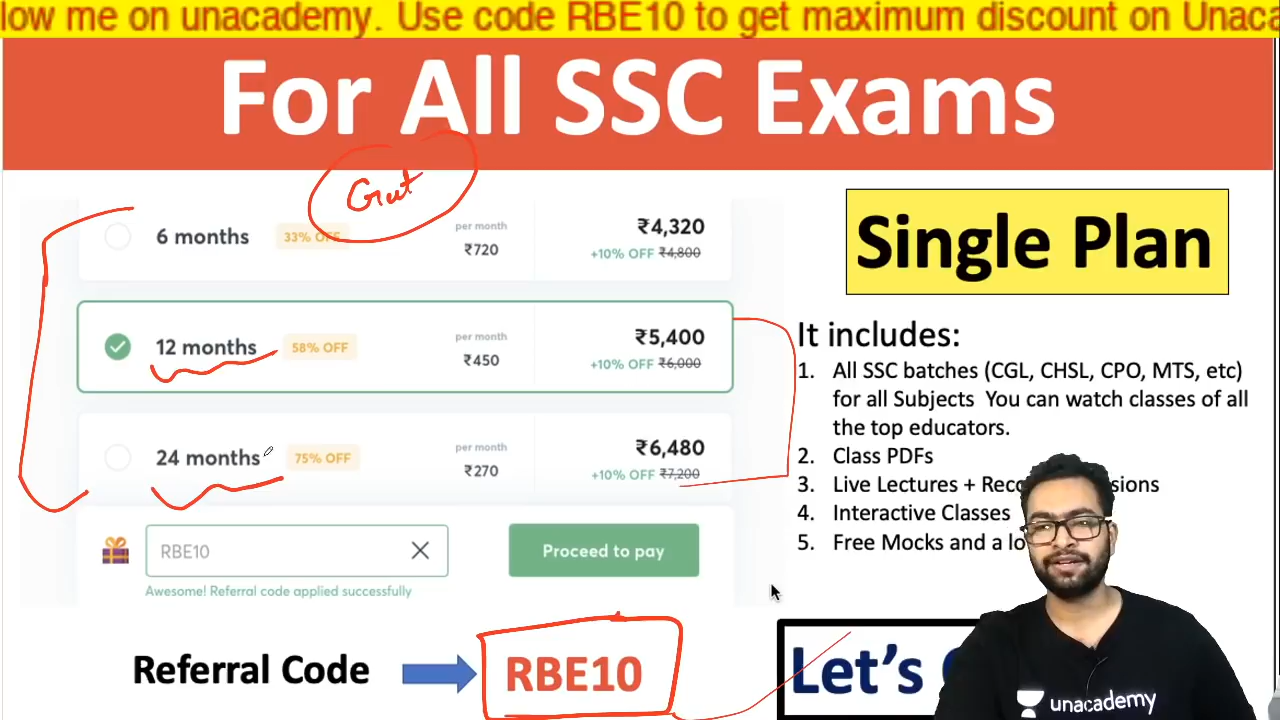 low me on unacademy. Use code RBE10 to get maximum discount on Unaca
For All SSC Exams
6 months 33% OFF per month ₹720 ₹4,320 +10% OFF ₹4,800
12 months 58% OFF per month ₹450 ₹5,400 +10% OFF ₹6,000
24 months 75% OFF per month ₹270 ₹6,480 +10% OFF ₹7,200
RBE10
Proceed to pay
Awesome! Referral code applied successfully
Referral Code
RBE10
Single Plan
It includes:
1. All SSC batches (CGL, CHSL, CPO, MTS, etc)
for all Subjects You can watch classes of all
the top educators.
2. Class PDFs
3. Live Lectures + Reco sions
4. Interactive Classes
5. Free Mocks and a lo
Let's
unacademy